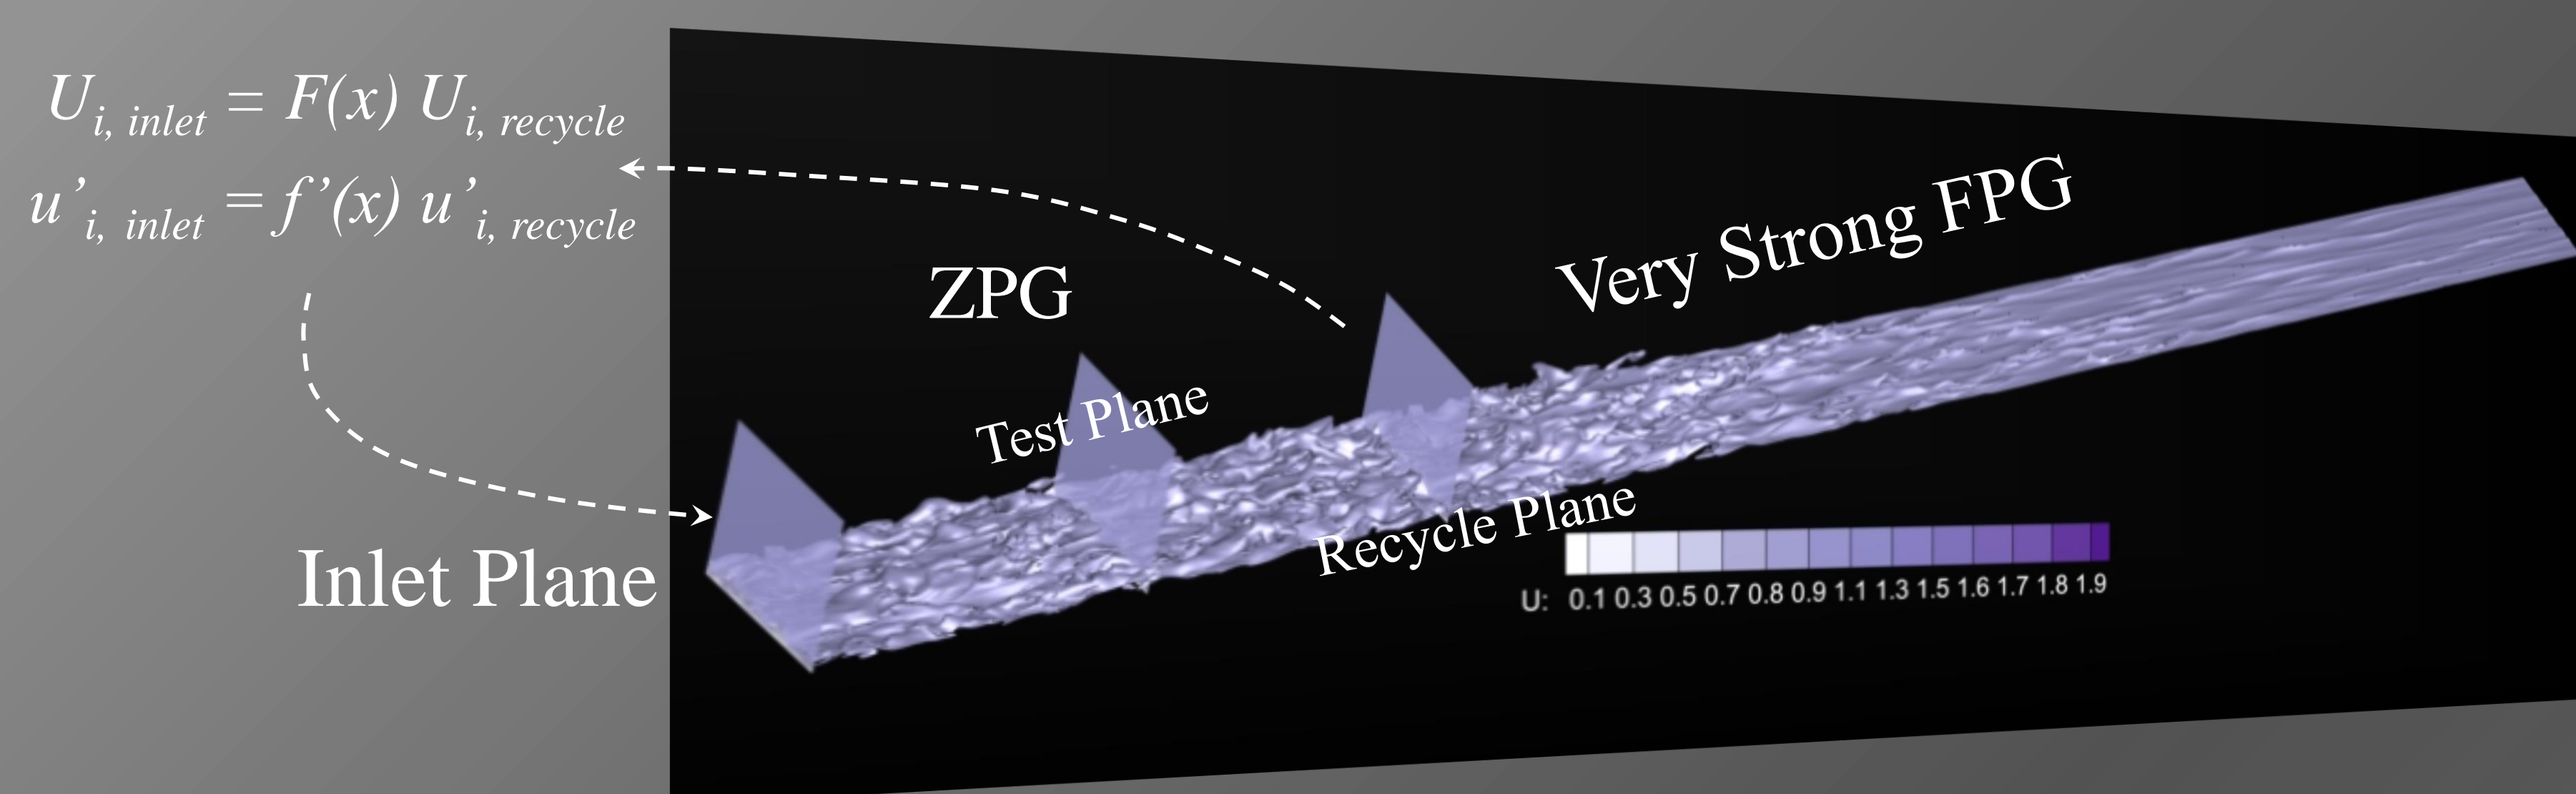 U_{i, inlet} = F(x) U_{i, recycle}
u’_{i, inlet} = f’(x) u’_{i, recycle}
ZPG
Very Strong FPG
Test Plane
Recycle Plane
Inlet Plane
U: 0.1 0.3 0.5 0.7 0.8 0.9 1.1 1.3 1.5 1.6 1.7 1.8 1.9